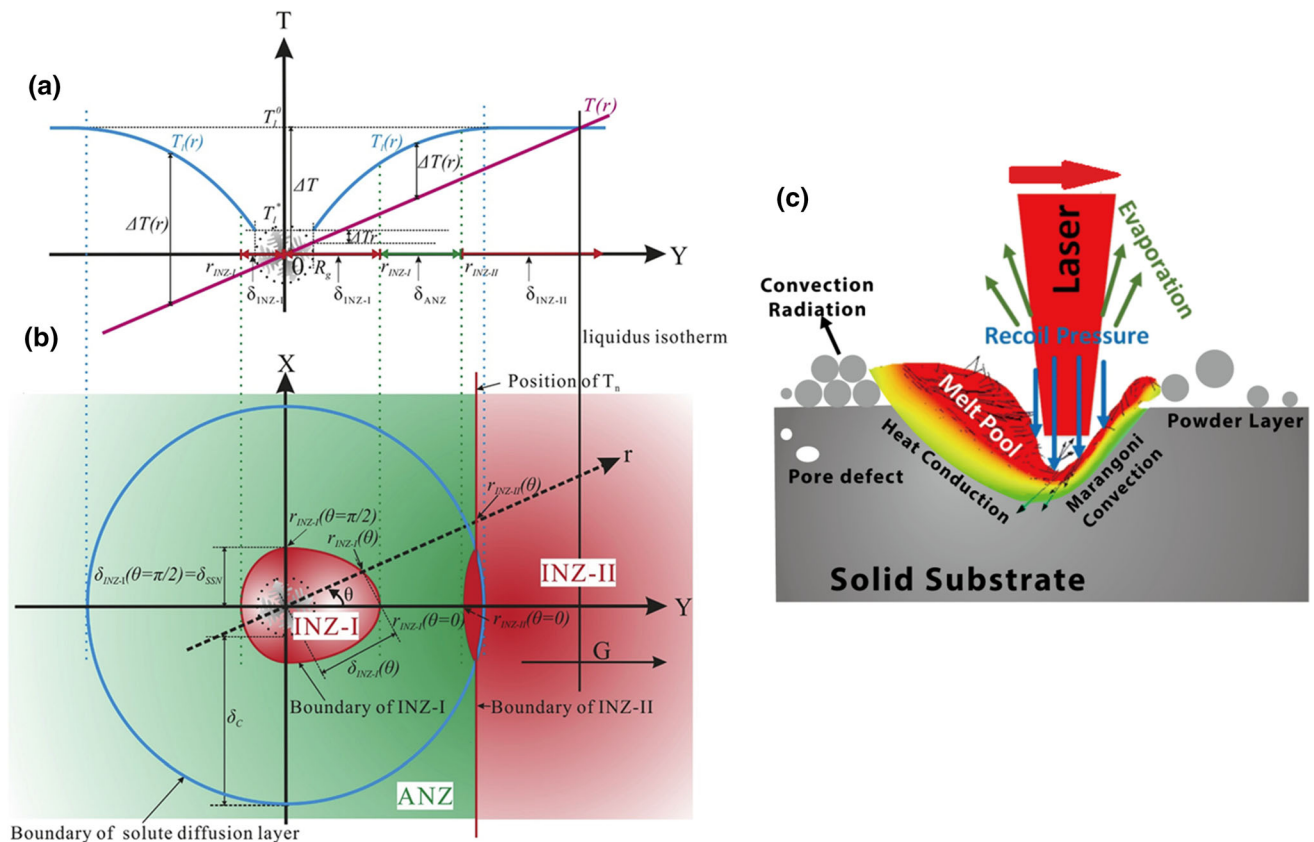 (a)
T
T_l^0
T_l(r)
T_l(r)
T(r)
ΔT
ΔT(r)
ΔT(r)
T_l^*
ΔTr
r_INZ-I
0
R_g
r_INZ-I
r_INZ-II
Y
δ_INZ-I
δ_INZ-I
δ_ANZ
δ_INZ-II
liquidus isotherm
(b)
X
Position of T_n
r
r_INZ-II(θ)
r_INZ-I(θ=π/2)
r_INZ-I(θ)
δ_INZ-I(θ=π/2)=δ_SSN
INZ-II
θ
Y
INZ-I
r_INZ-I(θ=0)
r_INZ-II(θ=0)
δ_INZ-I(θ)
G
Boundary of INZ-I
Boundary of INZ-II
δ_C
ANZ
Boundary of solute diffusion layer
(c)
Laser
Evaporation
Convection
Radiation
Recoil Pressure
Melt Pool
Powder Layer
Heat Conduction
Marangoni
Convection
Pore defect
Solid Substrate